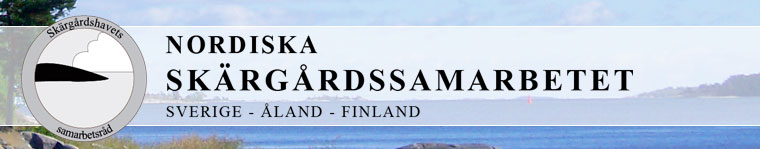 Skärgårdshavets
samarbetsråd
NORDISKA
SKÄRGÅRDSSAMARBETET
SVERIGE - ÅLAND - FINLAND